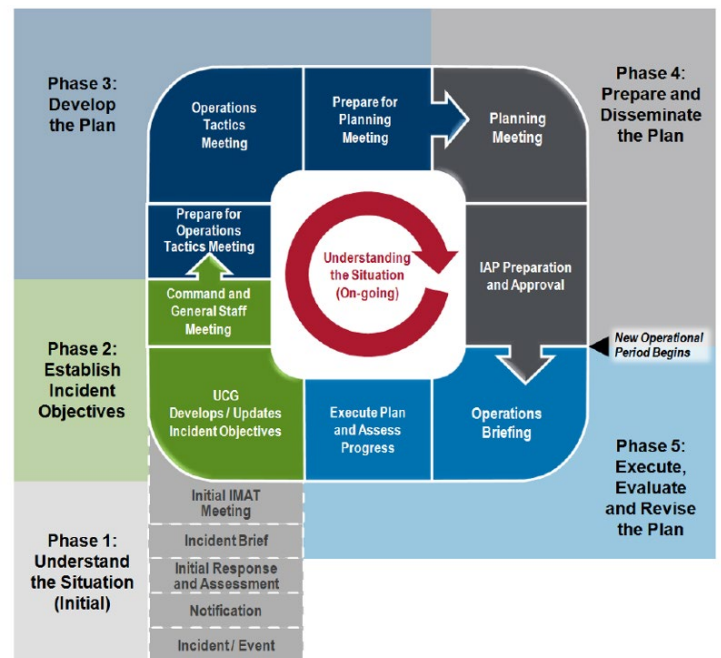 Phase 3:
Develop
the Plan
Operations
Tactics
Meeting
Prepare for
Planning
Meeting
Planning
Meeting
Phase 4:
Prepare and
Disseminate
the Plan
Prepare for
Operations
Tactics Meeting
Understanding
the Situation
(On-going)
IAP Preparation
and Approval
Command and
General Staff
Meeting
New Operational
Period Begins
Phase 2:
Establish
Incident
Objectives
UCG
Develops / Updates
Incident Objectives
Execute Plan
and Assess
Progress
Operations
Briefing
Phase 5:
Execute,
Evaluate
and Revise
the Plan
Phase 1:
Understand
the Situation
(Initial)
Initial IMAT
Meeting
Incident Brief
Initial Response
and Assessment
Notification
Incident / Event